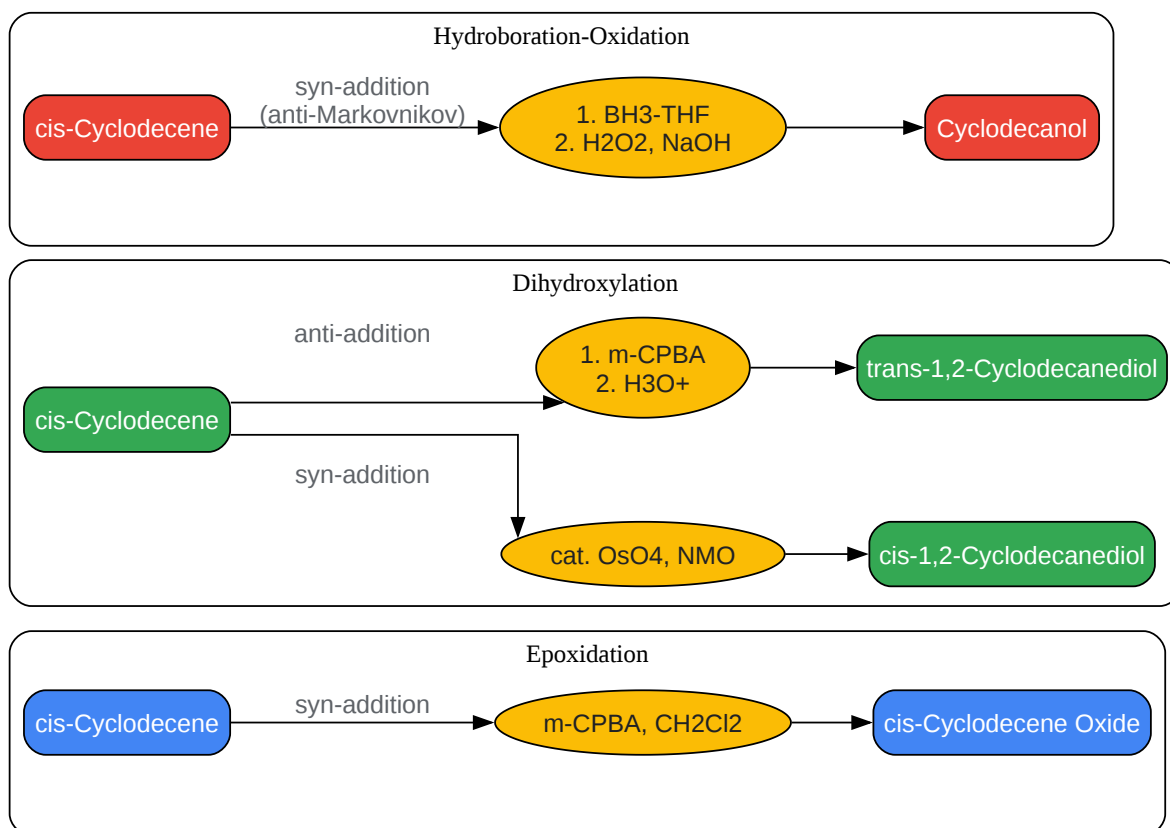 Hydroboration-Oxidation
cis-Cyclodecene
syn-addition
(anti-Markovnikov)
1. BH3-THF
2. H2O2, NaOH
Cyclodecanol
Dihydroxylation
cis-Cyclodecene
anti-addition
1. m-CPBA
2. H3O+
trans-1,2-Cyclodecanediol
syn-addition
cat. OsO4, NMO
cis-1,2-Cyclodecanediol
Epoxidation
cis-Cyclodecene
syn-addition
m-CPBA, CH2Cl2
cis-Cyclodecene Oxide